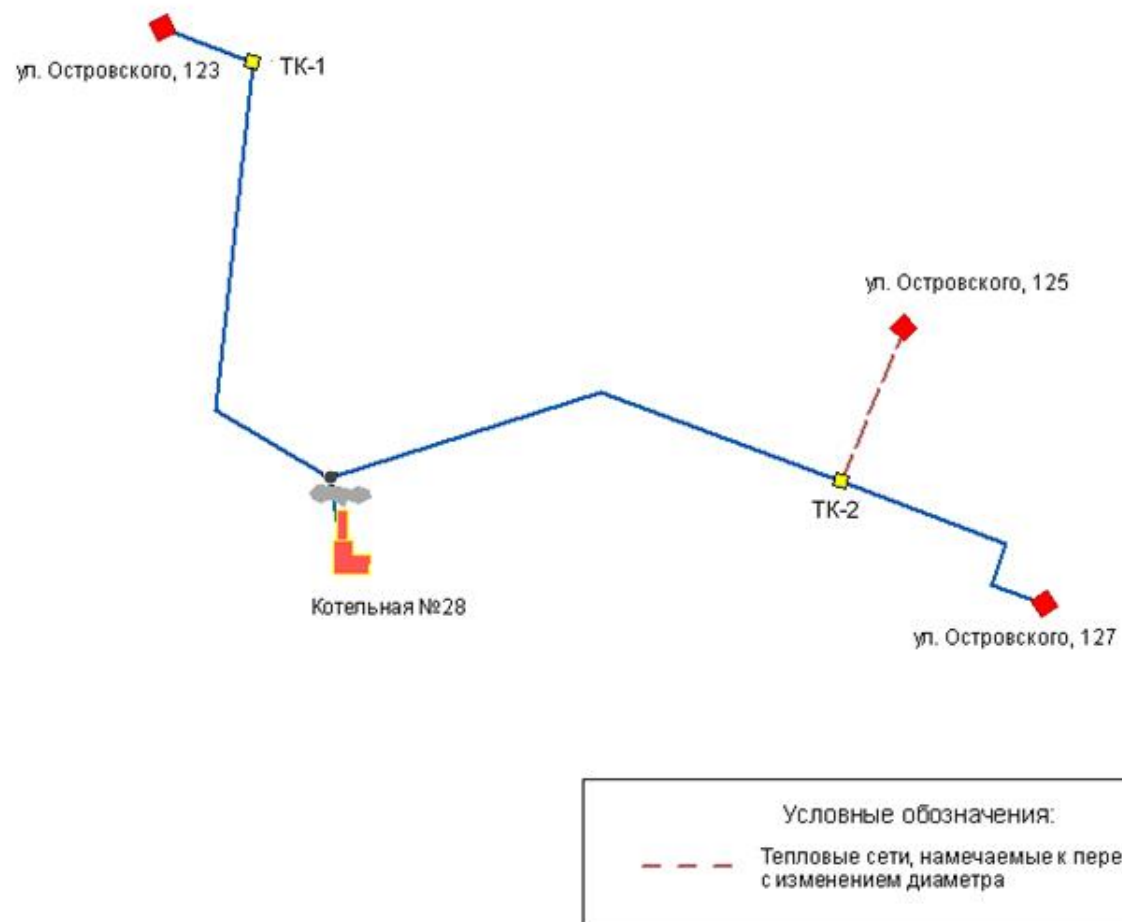 ул. Островского, 123
ТК-1
ул. Островского, 125
ТК-2
Котельная №28
ул. Островского, 127
Условные обозначения:
Тепловые сети, намечаемые к пере
с изменением диаметра